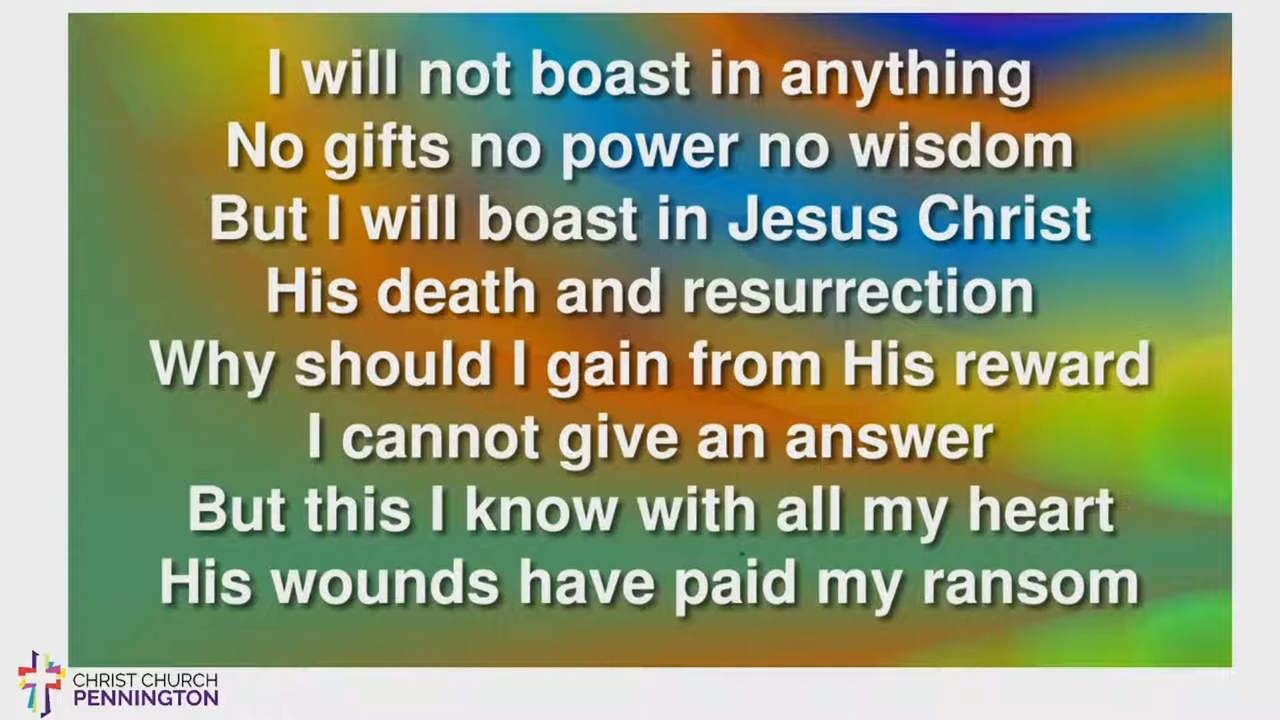 I will not boast in anything
No gifts no power no wisdom
But I will boast in Jesus Christ
His death and resurrection
Why should I gain from His reward
I cannot give an answer
But this I know with all my heart
His wounds have paid my ransom
CHRIST CHURCH
PENNINGTON